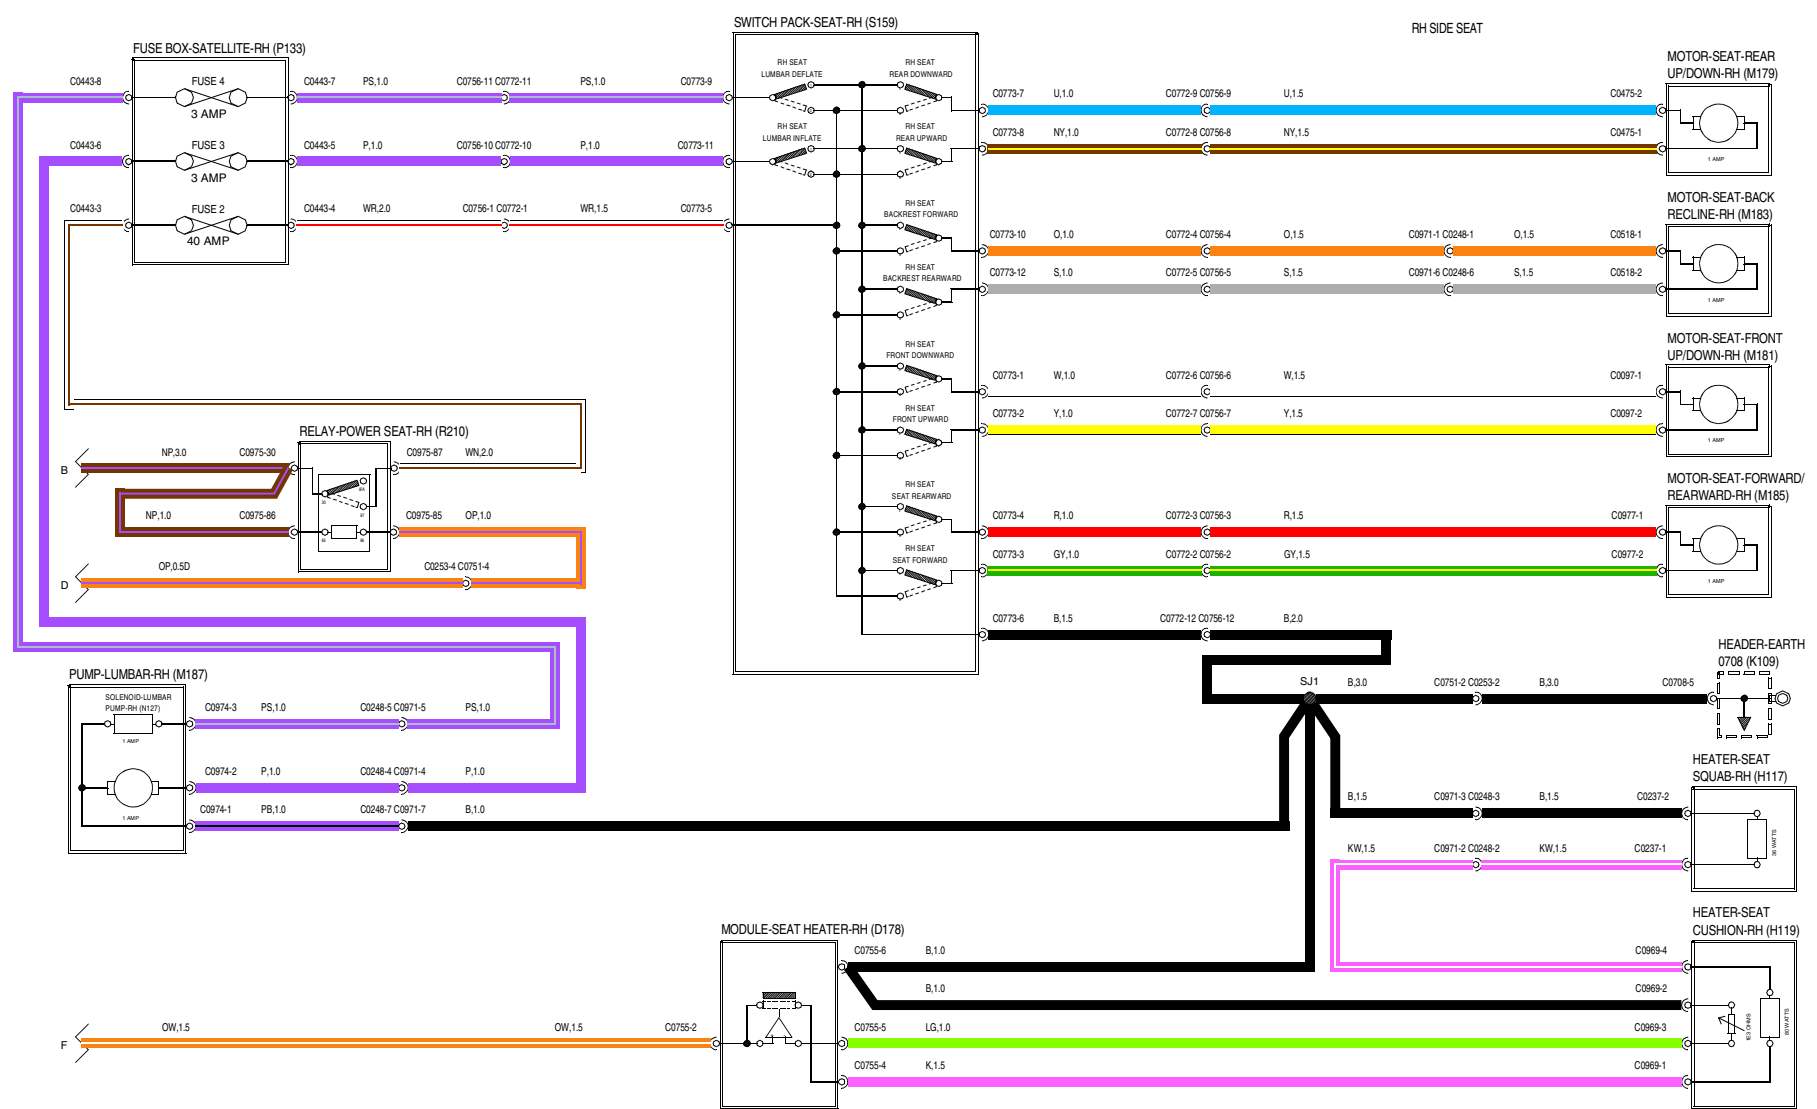 SWITCH PACK-SEAT-RH (S159)
RH SIDE SEAT
FUSE BOX-SATELLITE-RH (P133)
C0443-8
FUSE 4
3 AMP
C0443-7
PS,1.0
C0756-11 C0772-11
PS,1.0
C0773-9
C0443-6
FUSE 3
3 AMP
C0443-5
P,1.0
C0756-10 C0772-10
P,1.0
C0773-11
C0443-3
FUSE 2
40 AMP
C0443-4
WR,2.0
C0756-1 C0772-1
WR,1.5
C0773-5
RH SEAT
LUMBAR DEFLATE
RH SEAT
REAR DOWNWARD
RH SEAT
LUMBAR INFLATE
RH SEAT
REAR UPWARD
RH SEAT
BACKREST FORWARD
RH SEAT
BACKREST REARWARD
RH SEAT
FRONT DOWNWARD
RH SEAT
FRONT UPWARD
RH SEAT
SEAT REARWARD
RH SEAT
SEAT FORWARD
MOTOR-SEAT-REAR
UP/DOWN-RH (M179)
C0773-7
U,1.0
C0772-9 C0756-9
U,1.5
C0475-2
C0773-8
NY,1.0
C0772-8 C0756-8
NY,1.5
C0475-1
1 AMP
MOTOR-SEAT-BACK
RECLINE-RH (M183)
C0773-10
O,1.0
C0772-4 C0756-4
O,1.5
C0971-1 C0248-1
O,1.5
C0518-1
C0773-12
S,1.0
C0772-5 C0756-5
S,1.5
C0971-6 C0248-6
S,1.5
C0518-2
1 AMP
MOTOR-SEAT-FRONT
UP/DOWN-RH (M181)
C0773-1
W,1.0
C0772-6 C0756-6
W,1.5
C0097-1
C0773-2
Y,1.0
C0772-7 C0756-7
Y,1.5
C0097-2
1 AMP
MOTOR-SEAT-FORWARD/
REARWARD-RH (M185)
C0773-4
R,1.0
C0772-3 C0756-3
R,1.5
C0977-1
C0773-3
GY,1.0
C0772-2 C0756-2
GY,1.5
C0977-2
1 AMP
C0773-6
B,1.5
C0772-12 C0756-12
B,2.0
RELAY-POWER SEAT-RH (R210)
B
NP,3.0
C0975-30
C0975-87
WN,2.0
NP,1.0
C0975-86
C0975-85
OP,1.0
D
OP,0.5D
C0253-4 C0751-4
HEADER-EARTH
0708 (K109)
SJ1
B,3.0
C0751-2 C0253-2
B,3.0
C0708-5
PUMP-LUMBAR-RH (M187)
SOLENOID-LUMBAR
PUMP-RH (N127)
1 AMP
C0974-3
PS,1.0
C0248-5 C0971-5
PS,1.0
C0974-2
P,1.0
C0248-4 C0971-4
P,1.0
1 AMP
C0974-1
PB,1.0
C0248-7 C0971-7
B,1.0
HEATER-SEAT
SQUAB-RH (H117)
B,1.5
C0971-3 C0248-3
B,1.5
C0237-2
KW,1.5
C0971-2 C0248-2
KW,1.5
C0237-1
36 WATTS
HEATER-SEAT
CUSHION-RH (H119)
MODULE-SEAT HEATER-RH (D178)
C0755-6
B,1.0
C0969-4
B,1.0
C0969-2
F
OW,1.5
OW,1.5
C0755-2
C0755-5
LG,1.0
C0969-3
C0755-4
K,1.5
C0969-1
1E3 OHMS
60 WATTS